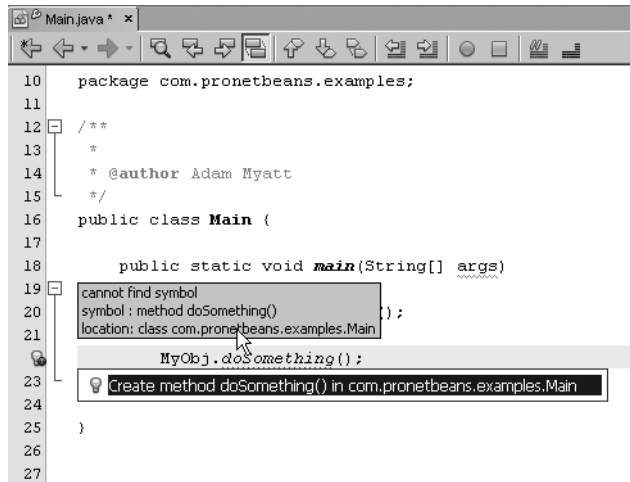 Main.java * x
10 package com.pronetbeans.examples;
11
12 /**
13 *
14 * @author Adam Myatt
15 */
16 public class Main {
17
18 public static void main(String[] args)
19 cannot find symbol
20 symbol : method doSomething() ();
21 location: class com.pronetbeans.examples.Main
MyObj.doSomething();
23 Create method doSomething() in com.pronetbeans.examples.Main
24
25 }
26
27